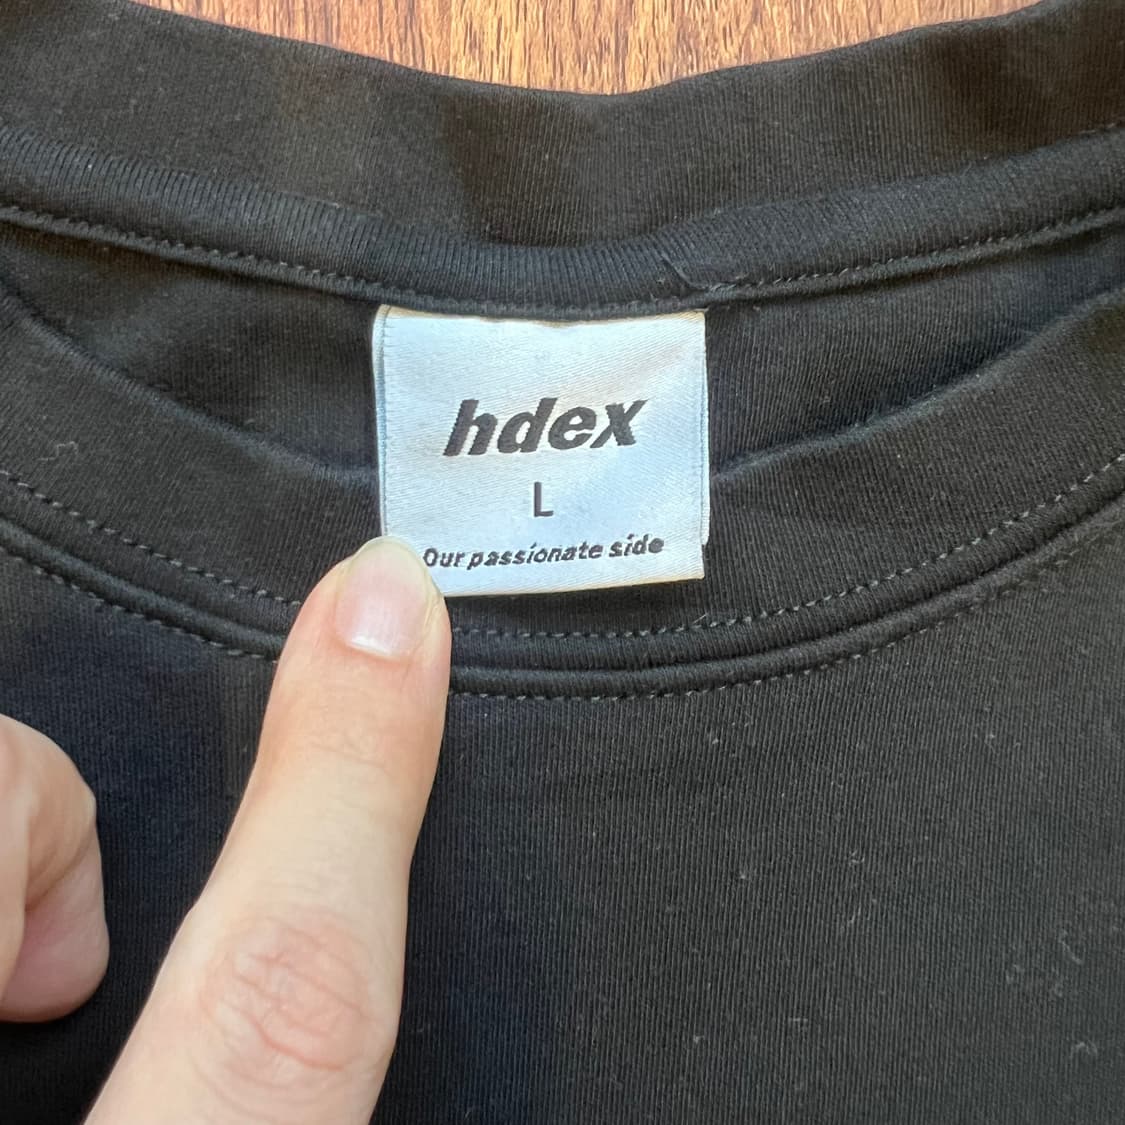 hdex
L
Our passionate side